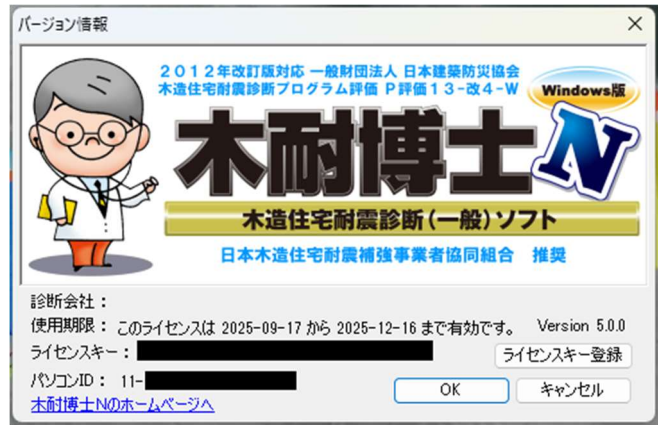 バージョン情報
2012年改訂版対応 一般財団法人 日本建築防災協会
木造住宅耐震診断プログラム評価 P評価13-改4-W
Windows版
木耐博士N
木造住宅耐震診断(一般)ソフト
日本木造住宅耐震補強事業者協同組合 推奨
診断会社:
使用期限: このライセンスは 2025-09-17 から 2025-12-16 まで有効です。 Version 5.0.0
ライセンスキー:
ライセンスキー登録
パソコンID: 11-
OK キャンセル
木耐博士Nのホームページへ